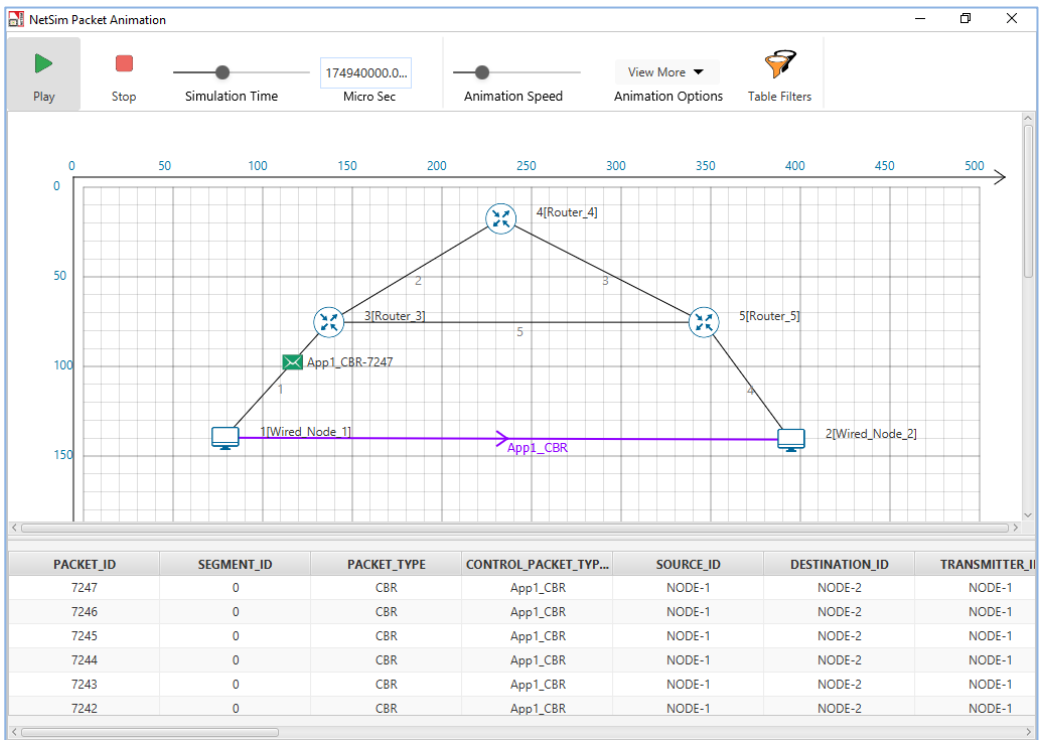 NetSim Packet Animation
174940000.0... View More
Play Stop Simulation Time Micro Sec Animation Speed Animation Options Table Filters
0 50 100 150 200 250 300 350 400 450 500
0
4[Router_4]
50
2 3
3[Router_3] 5[Router_5]
5
100
App1_CBR-7247
1 4
1[Wired_Node_1] 2[Wired_Node_2]
App1_CBR
150
PACKET_ID SEGMENT_ID PACKET_TYPE CONTROL_PACKET_TYP... SOURCE_ID DESTINATION_ID TRANSMITTER_I
7247 0 CBR App1_CBR NODE-1 NODE-2 NODE-1
7246 0 CBR App1_CBR NODE-1 NODE-2 NODE-1
7245 0 CBR App1_CBR NODE-1 NODE-2 NODE-1
7244 0 CBR App1_CBR NODE-1 NODE-2 NODE-1
7243 0 CBR App1_CBR NODE-1 NODE-2 NODE-1
7242 0 CBR App1_CBR NODE-1 NODE-2 NODE-1